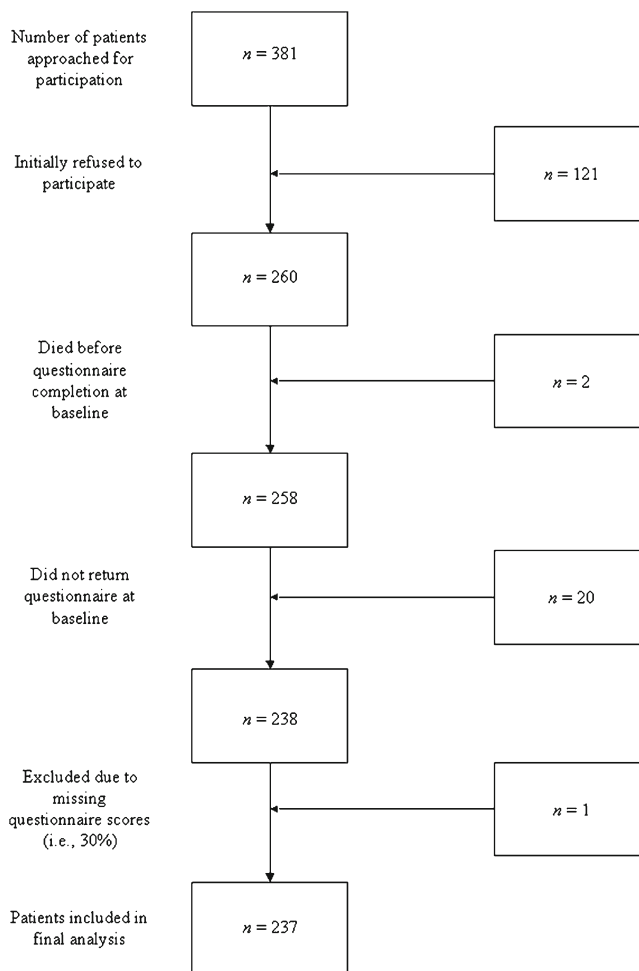 Number of patients
approached for
participation
n = 381
Initially refused to
participate
n = 121
n = 260
Died before
questionnaire
completion at
baseline
n = 2
n = 258
Did not return
questionnaire at
baseline
n = 20
n = 238
Excluded due to
missing
questionnaire scores
(i.e., 30%)
n = 1
Patients included in
final analysis
n = 237